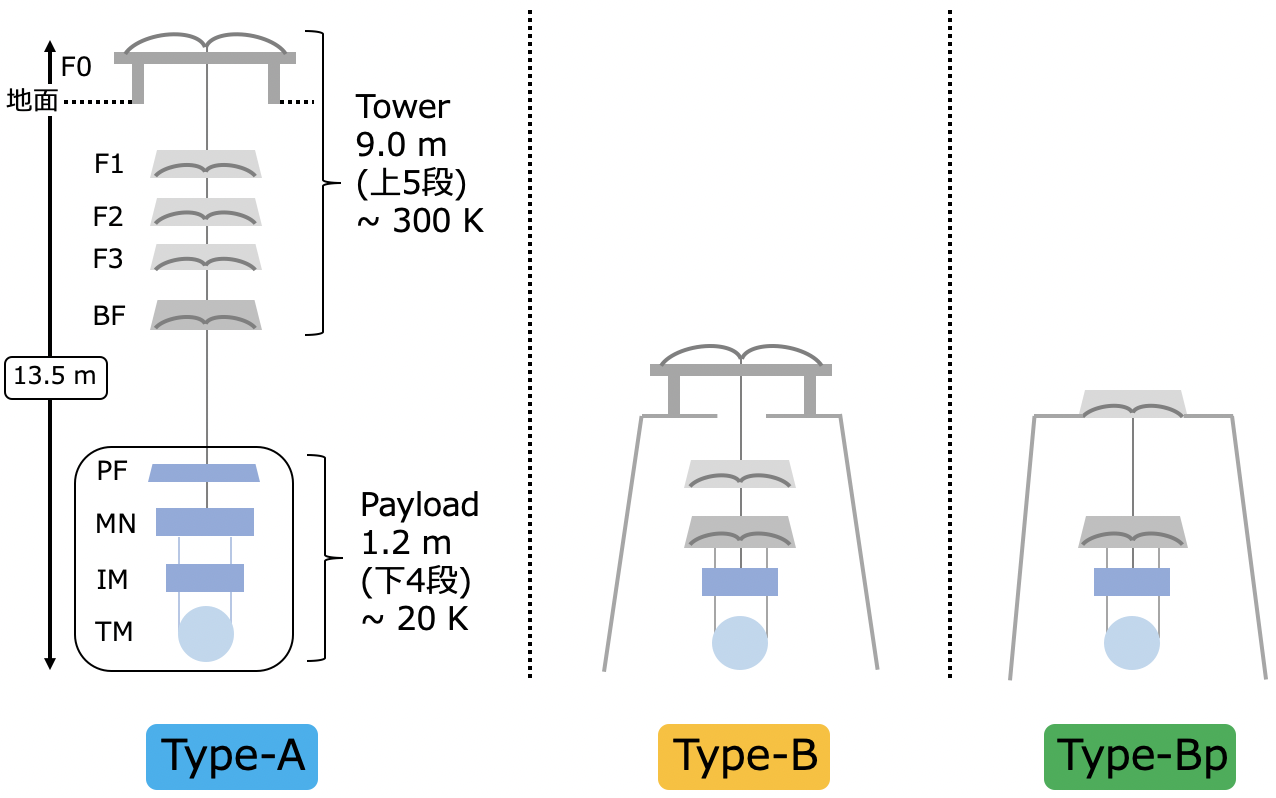 F0
地面
F1
F2
F3
BF
Tower
9.0 m
(上5段)
~ 300 K
13.5 m
PF
MN
IM
TM
Payload
1.2 m
(下4段)
~ 20 K
Type-A
Type-B
Type-Bp